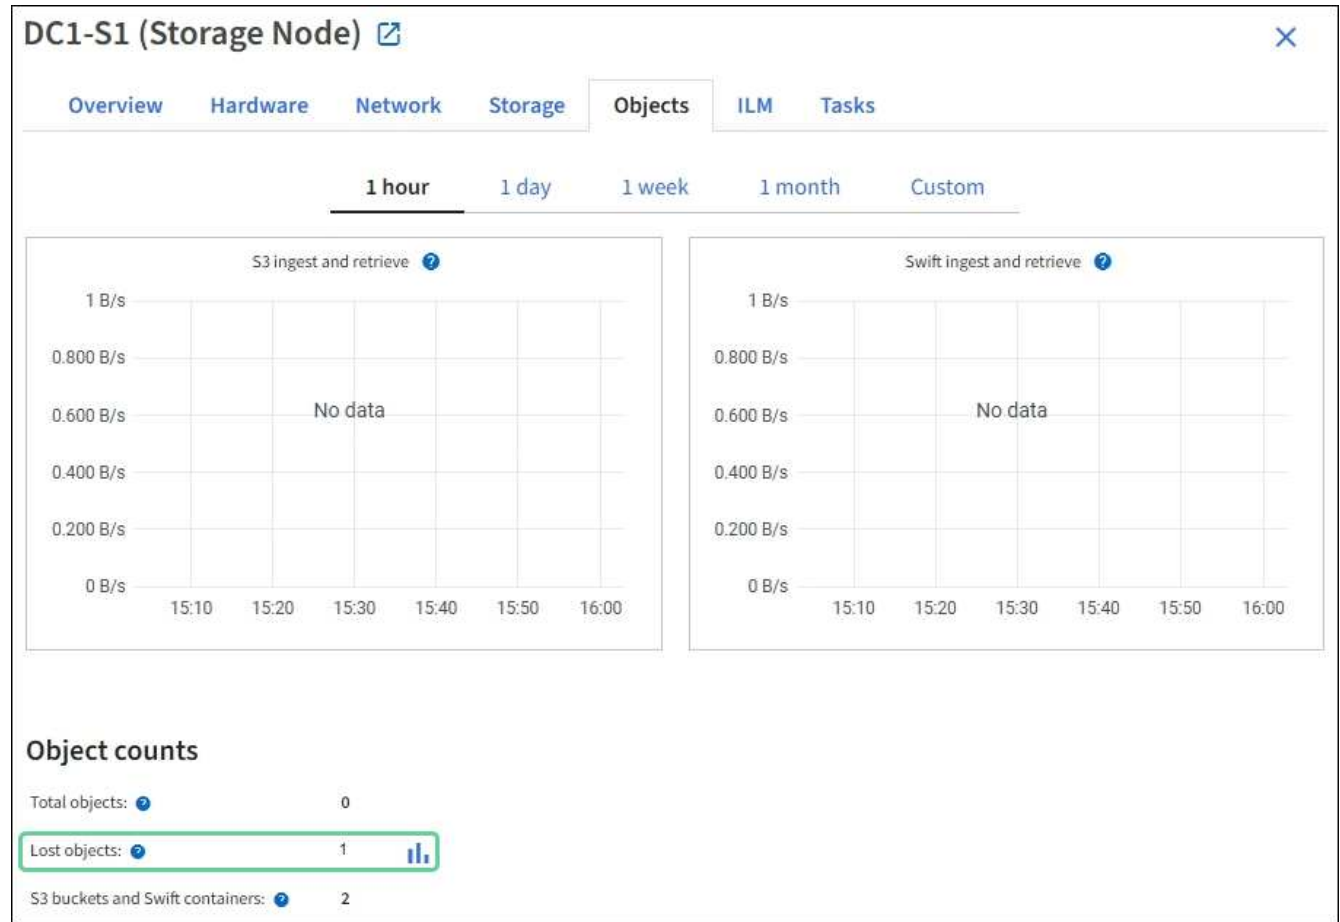 DC1-S1 (Storage Node)
Overview Hardware Network Storage Objects ILM Tasks
1 hour 1 day 1 week 1 month Custom
S3 ingest and retrieve
1 B/s
0.800 B/s
0.600 B/s
0.400 B/s
0.200 B/s
0 B/s
No data
15:10 15:20 15:30 15:40 15:50 16:00
Swift ingest and retrieve
1 B/s
0.800 B/s
0.600 B/s
0.400 B/s
0.200 B/s
0 B/s
No data
15:10 15:20 15:30 15:40 15:50 16:00
Object counts
Total objects: 0
Lost objects: 1
S3 buckets and Swift containers: 2